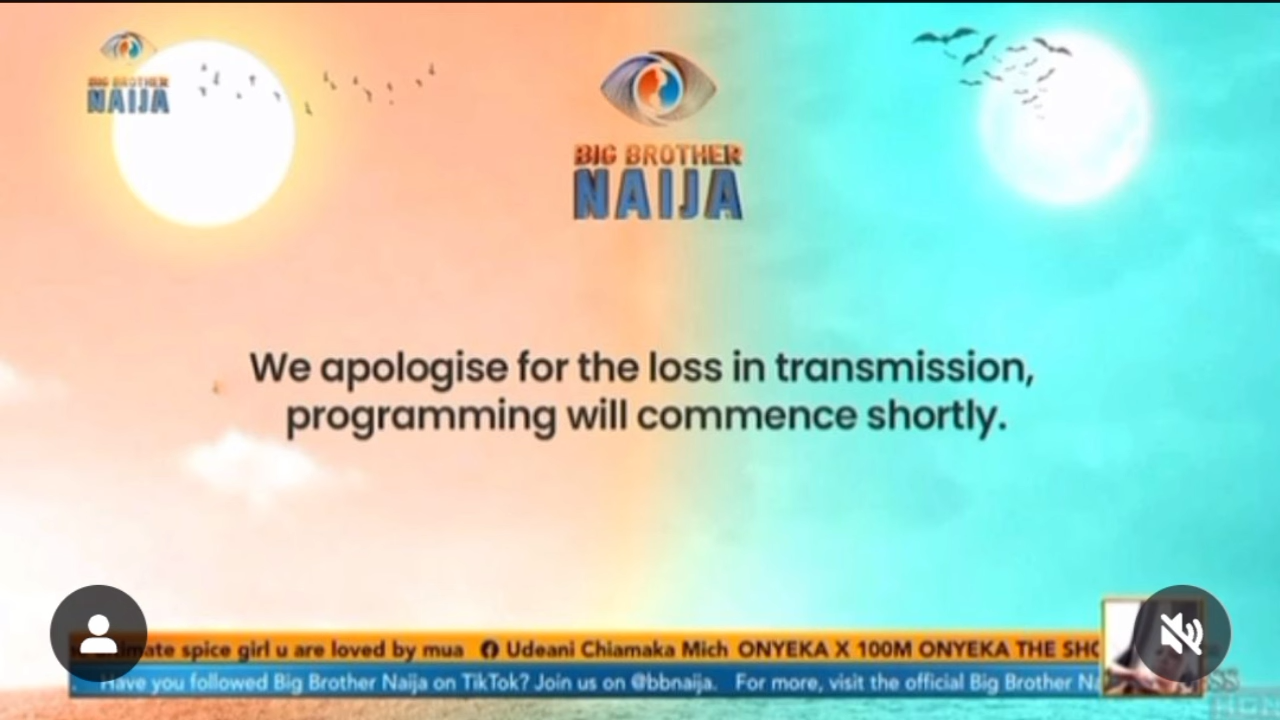 BIG BROTHER
NAIJA
BIG BROTHER
NAIJA
We apologise for the loss in transmission,
programming will commence shortly.
spice girl u are loved by mua Udeani Chiamaka Mich ONYEKA X 100M ONYEKA THE SHO
Have you followed Big Brother Naija on TikTok? Join us on @bbnaija. For more, visit the official Big Brother Na